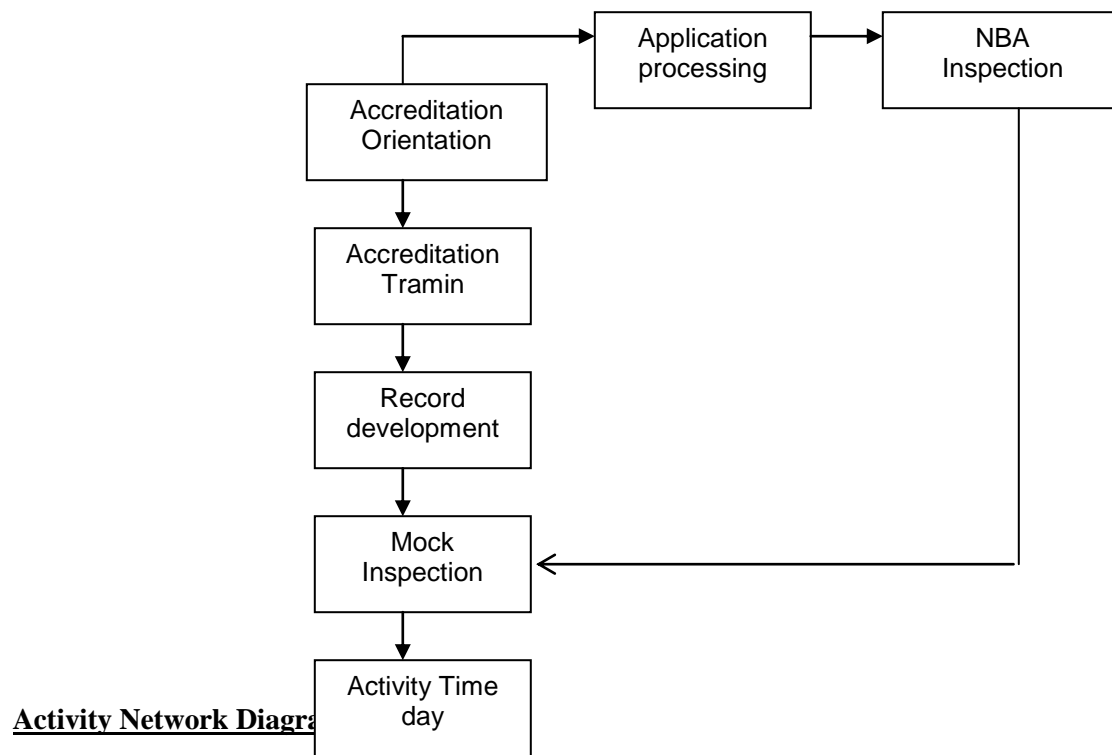 Application
processing
NBA
Inspection
Accreditation
Orientation
Accreditation
Tramin
Record
development
Mock
Inspection
Activity Time
day
Activity Network Diagra